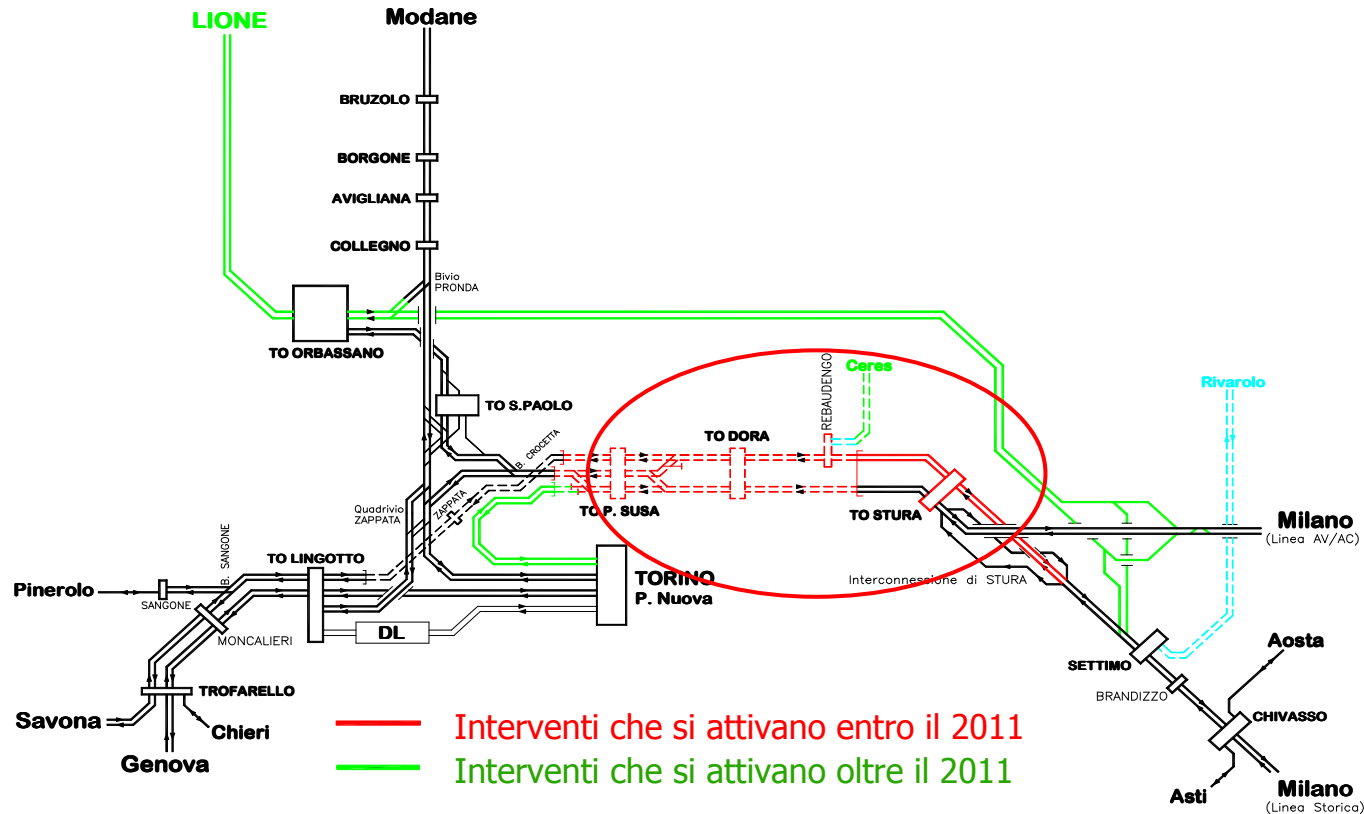 LIONE
Modane
BRUZOLO
BORGONE
AVIGLIANA
COLLEGNO
Bivio
PRONDA
TO ORBASSANO
TO S.PAOLO
B. CROCETTA
REBAUDENGO
Ceres
Rivarolo
TO DORA
TO P. SUSA
TO STURA
Quadrivio
ZAPPATA
ZAPPATA
Milano
(Linea AV/AC)
Interconnessione di STURA
TO LINGOTTO
B. SANGONE
Pinerolo
SANGONE
MONCALIERI
DL
TORINO
P. Nuova
SETTIMO
BRANDIZZO
Aosta
CHIVASSO
TROFARELLO
Savona
Chieri
Genova
Interventi che si attivano entro il 2011
Interventi che si attivano oltre il 2011
Asti
Milano
(Linea Storica)